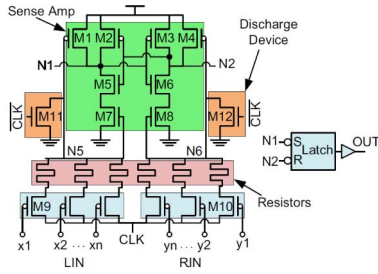 Sense Amp
M1 M2 M3 M4
Discharge
Device
N1 N2
M5 M6
CLK M11 M7 M8 M12 CLK
N5 N6
N1 S Latch OUT
N2 R
Resistors
M9 M10
x1 x2 ··· xn CLK yn ··· y2 y1
LIN RIN